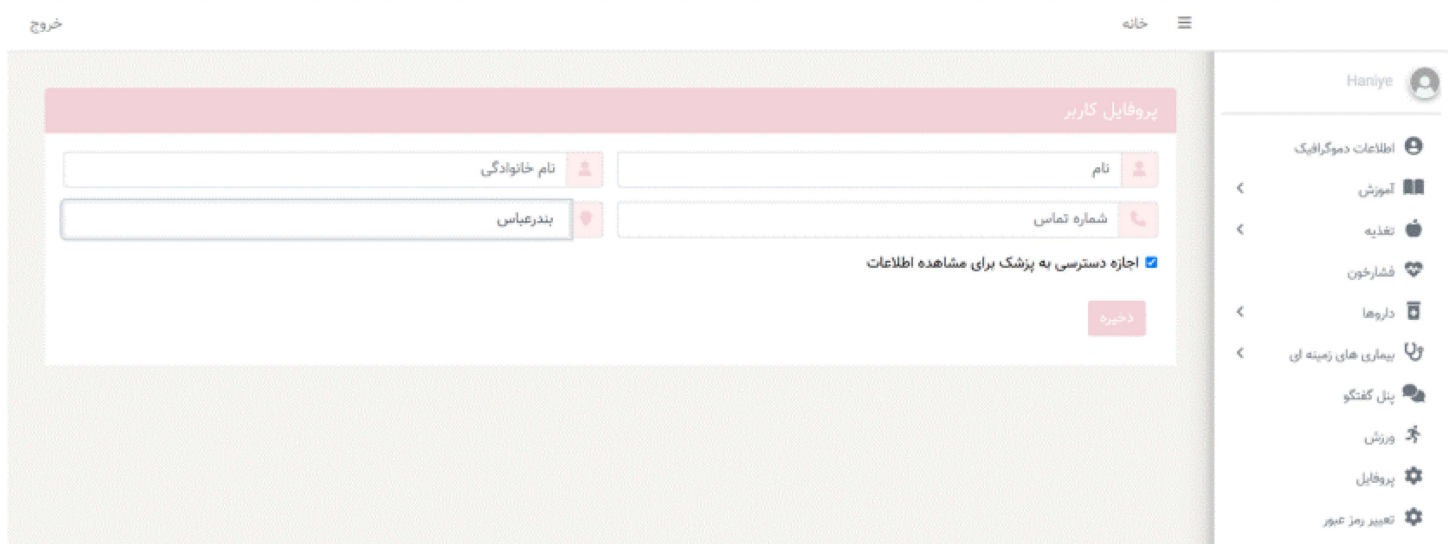 خانه
خروج
Haniye
اطلاعات دموگرافیک
آموزش
تغذیه
فشارخون
داروها
بیماری های زمینه ای
پنل گفتگو
ورزش
پروفایل
تغییر رمز عبور
پروفایل کاربر
نام
نام خانوادگی
شماره تماس
بندرعباس
اجازه دسترسی به پزشک برای مشاهده اطلاعات
ذخیره